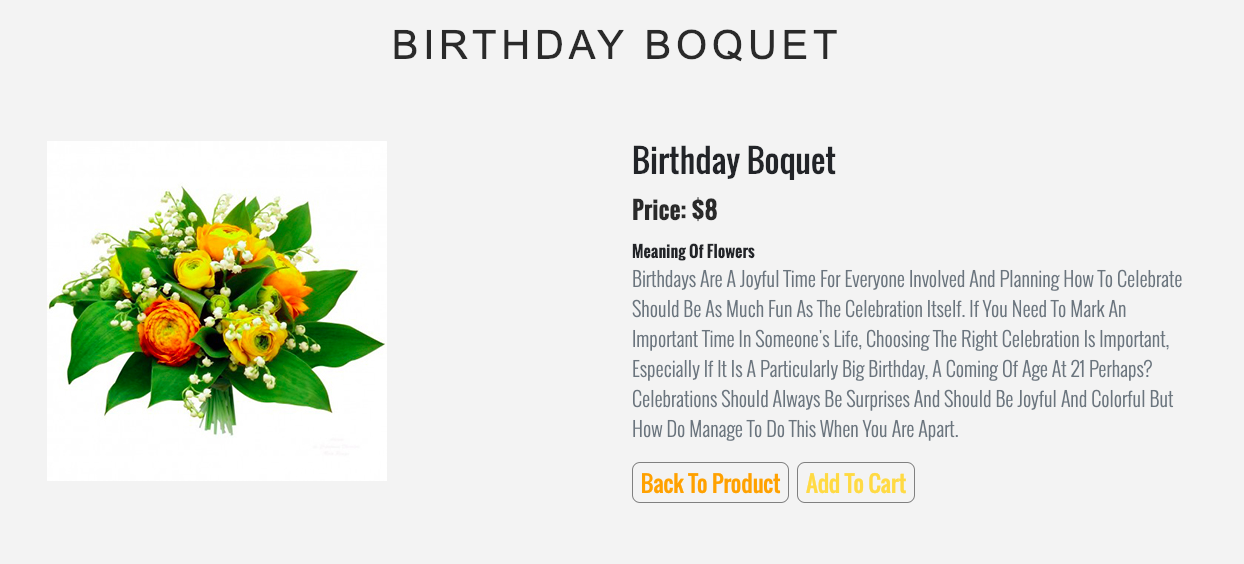 BIRTHDAY BOQUET
Birthday Boquet
Price: $8
Meaning Of Flowers
Birthdays Are A Joyful Time For Everyone Involved And Planning How To Celebrate
Should Be As Much Fun As The Celebration Itself. If You Need To Mark An
Important Time In Someone's Life, Choosing The Right Celebration Is Important,
Especially If It Is A Particularly Big Birthday, A Coming Of Age At 21 Perhaps?
Celebrations Should Always Be Surprises And Should Be Joyful And Colorful But
How Do Manage To Do This When You Are Apart.
Back To Product
Add To Cart